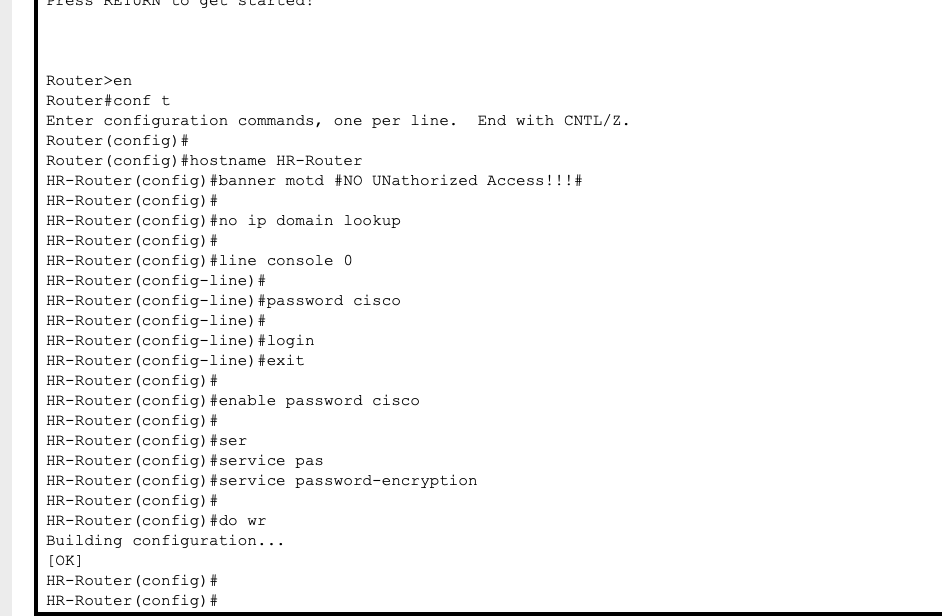 Press RETURN to get started!
Router>en
Router#conf t
Enter configuration commands, one per line.  End with CNTL/Z.
Router(config)#
Router(config)#hostname HR-Router
HR-Router(config)#banner motd #NO UNathorized Access!!!#
HR-Router(config)#
HR-Router(config)#no ip domain lookup
HR-Router(config)#
HR-Router(config)#line console 0
HR-Router(config-line)#
HR-Router(config-line)#password cisco
HR-Router(config-line)#
HR-Router(config-line)#login
HR-Router(config-line)#exit
HR-Router(config)#
HR-Router(config)#enable password cisco
HR-Router(config)#
HR-Router(config)#ser
HR-Router(config)#service pas
HR-Router(config)#service password-encryption
HR-Router(config)#
HR-Router(config)#do wr
Building configuration...
[OK]
HR-Router(config)#
HR-Router(config)#